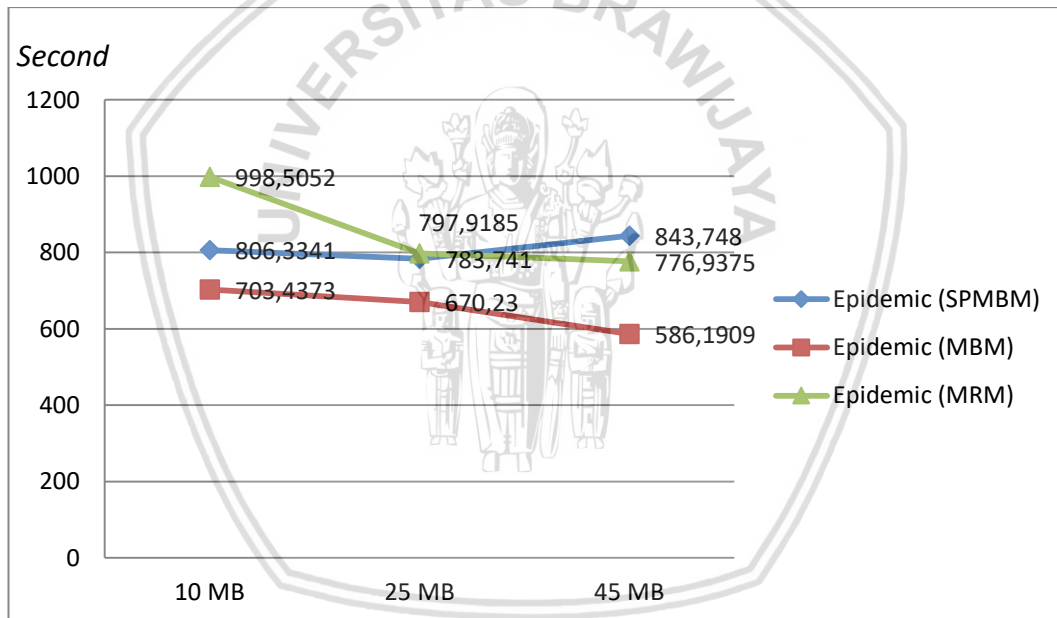 UNIVERSITAS BRAWIJAYA
Second
1200
1000
800
600
400
200
0
998,5052
797,9185
806,3341
783,741
843,748
776,9375
703,4373
670,23
586,1909
10 MB
25 MB
45 MB
Epidemic (SPMBM)
Epidemic (MBM)
Epidemic (MRM)